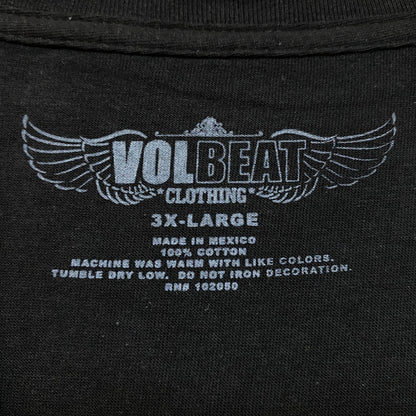 VOLBEAT
*CLOTHING*
3X-LARGE
MADE IN MEXICO
100% COTTON
MACHINE WAS WARM WITH LIKE COLORS.
TUMBLE DRY LOW. DO NOT IRON DECORATION.
RN# 102050